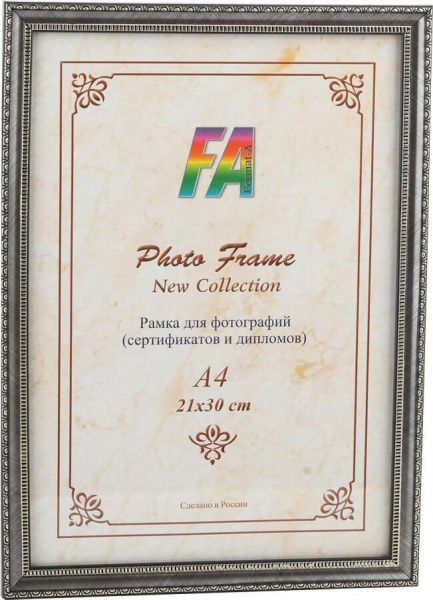 FA
Format-A
Photo Frame
New Collection
Рамка для фотографий
(сертификатов и дипломов)
A4
21x30 cm
Сделано в России